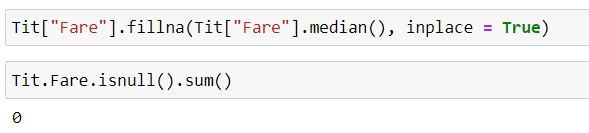 Tit["Fare"].fillna(Tit["Fare"].median(), inplace = True)
Tit.Fare.isnull().sum()
0